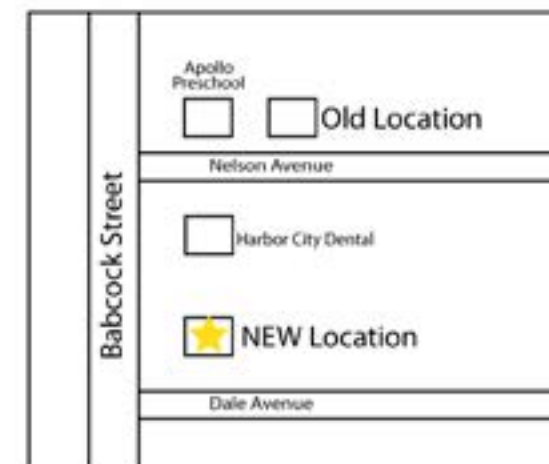 Apollo
Preschool
Old Location
Nelson Avenue
Babcock Street
Harbor City Dental
NEW Location
Dale Avenue